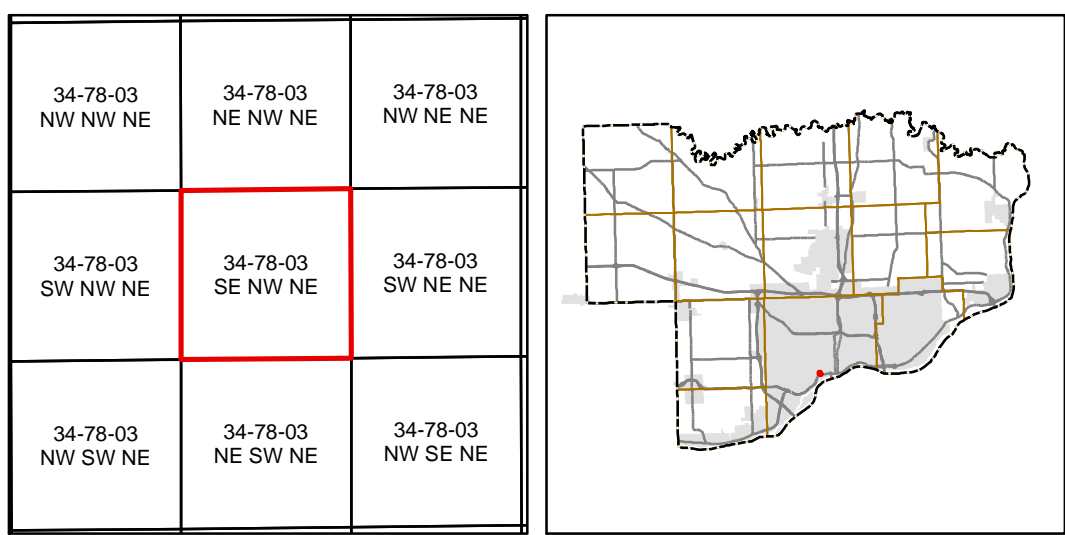 34-78-03
NW NW NE
34-78-03
NE NW NE
34-78-03
NW NE NE
34-78-03
SW NW NE
34-78-03
SE NW NE
34-78-03
SW NE NE
34-78-03
NW SW NE
34-78-03
NE SW NE
34-78-03
NW SE NE